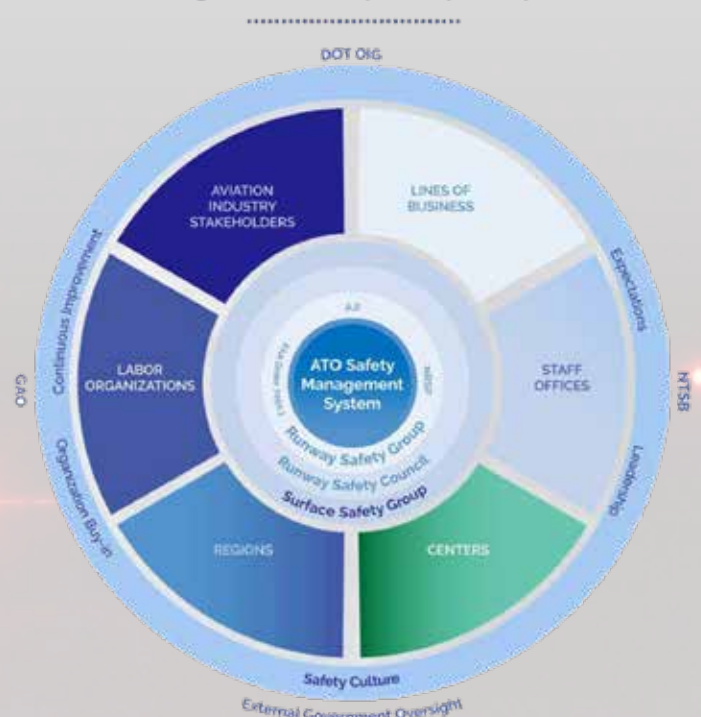 DOT OIG
AVIATION
INDUSTRY
STAKEHOLDERS
LINES OF
BUSINESS
Continuous Improvement
Expectations
GAO
LABOR
ORGANIZATIONS
ATO Safety
Management
System
STAFF
OFFICES
NTSB
Runway Safety Group
Runway Safety Council
Surface Safety Group
Organization Buy-in
Leadership
REGIONS
CENTERS
Safety Culture
External Government Oversight